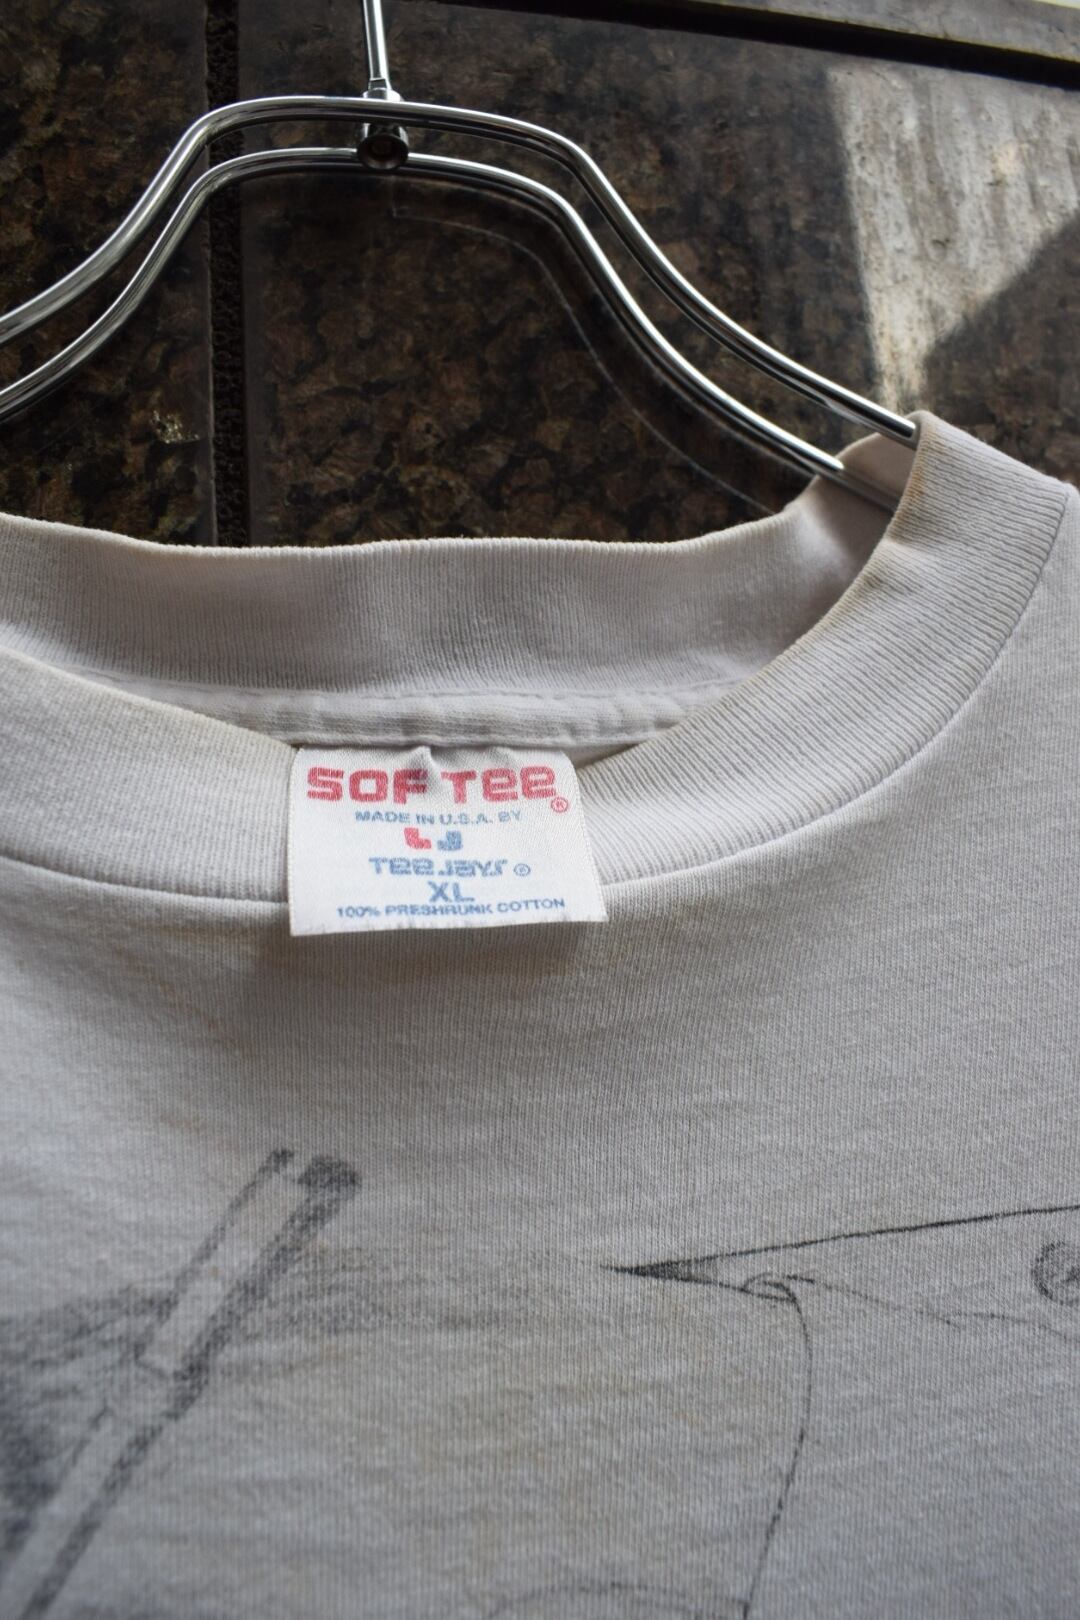 SOF TEE ®
MADE IN U.S.A. BY
TEE JAYS ®
XL
100% PRESHRUNK COTTON